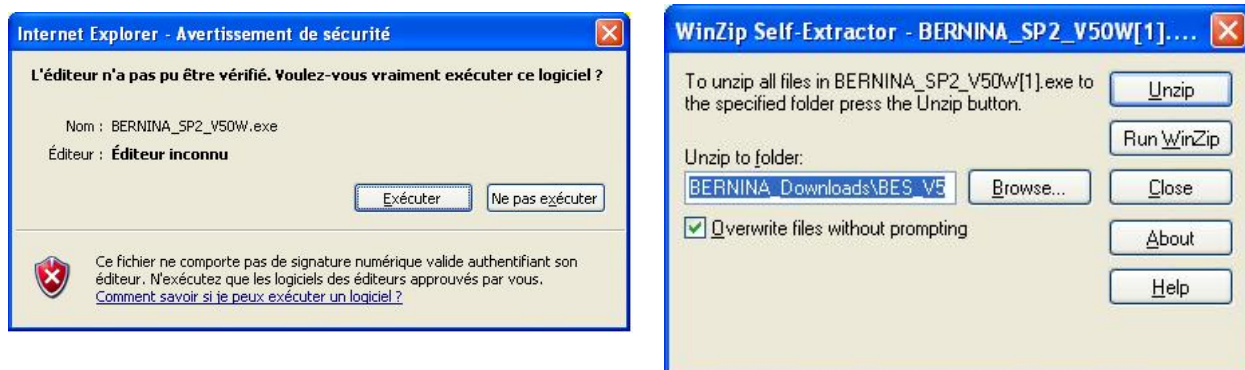 Internet Explorer - Avertissement de sécurité
L'éditeur n'a pas pu être vérifié. Voulez-vous vraiment exécuter ce logiciel ?
Nom : BERNINA_SP2_V50W.exe
Éditeur : Éditeur inconnu
Exécuter
Ne pas exécuter
Ce fichier ne comporte pas de signature numérique valide authentifiant son
éditeur. N'exécutez que les logiciels des éditeurs approuvés par vous.
Comment savoir si je peux exécuter un logiciel ?
WinZip Self-Extractor - BERNINA_SP2_V50W[1]....
To unzip all files in BERNINA_SP2_V50W[1].exe to
the specified folder press the Unzip button.
Unzip to folder:
BERNINA_Downloads\BES_V5
Browse...
Overwrite files without prompting
Unzip
Run WinZip
Close
About
Help